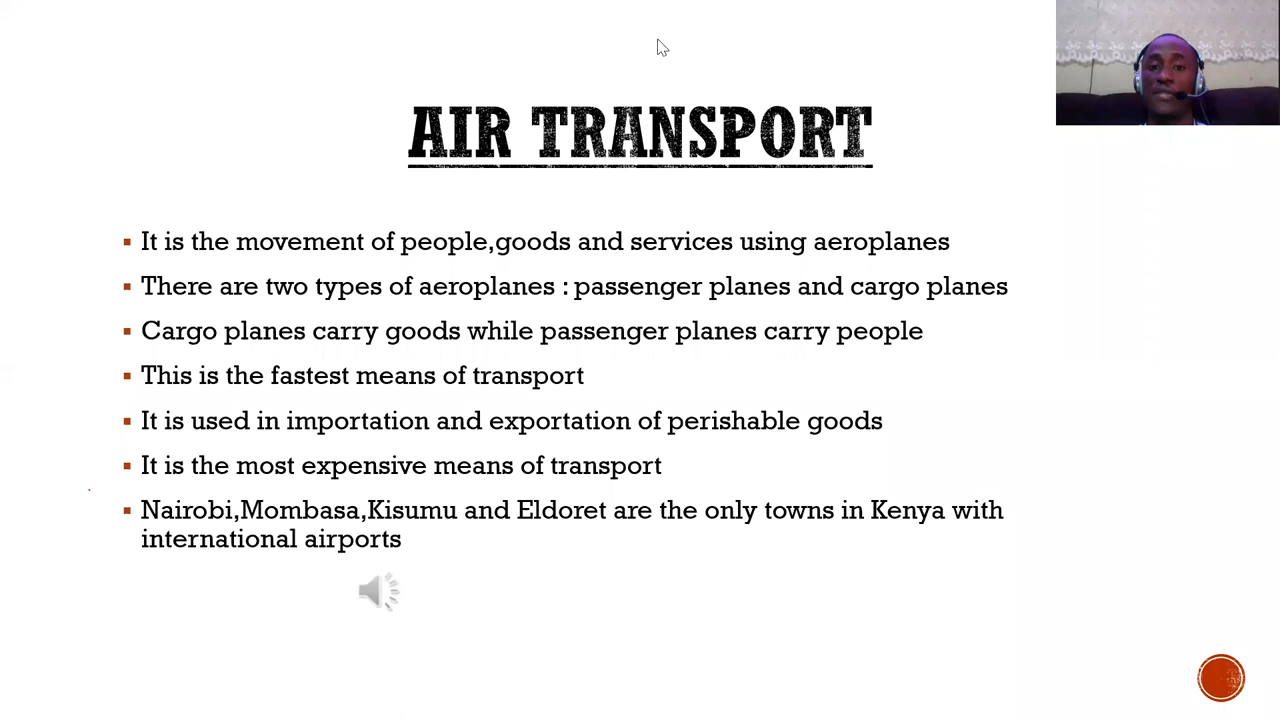 AIR TRANSPORT
It is the movement of people,goods and services using aeroplanes
There are two types of aeroplanes : passenger planes and cargo planes
Cargo planes carry goods while passenger planes carry people
This is the fastest means of transport
It is used in importation and exportation of perishable goods
It is the most expensive means of transport
Nairobi,Mombasa,Kisumu and Eldoret are the only towns in Kenya with
international airports